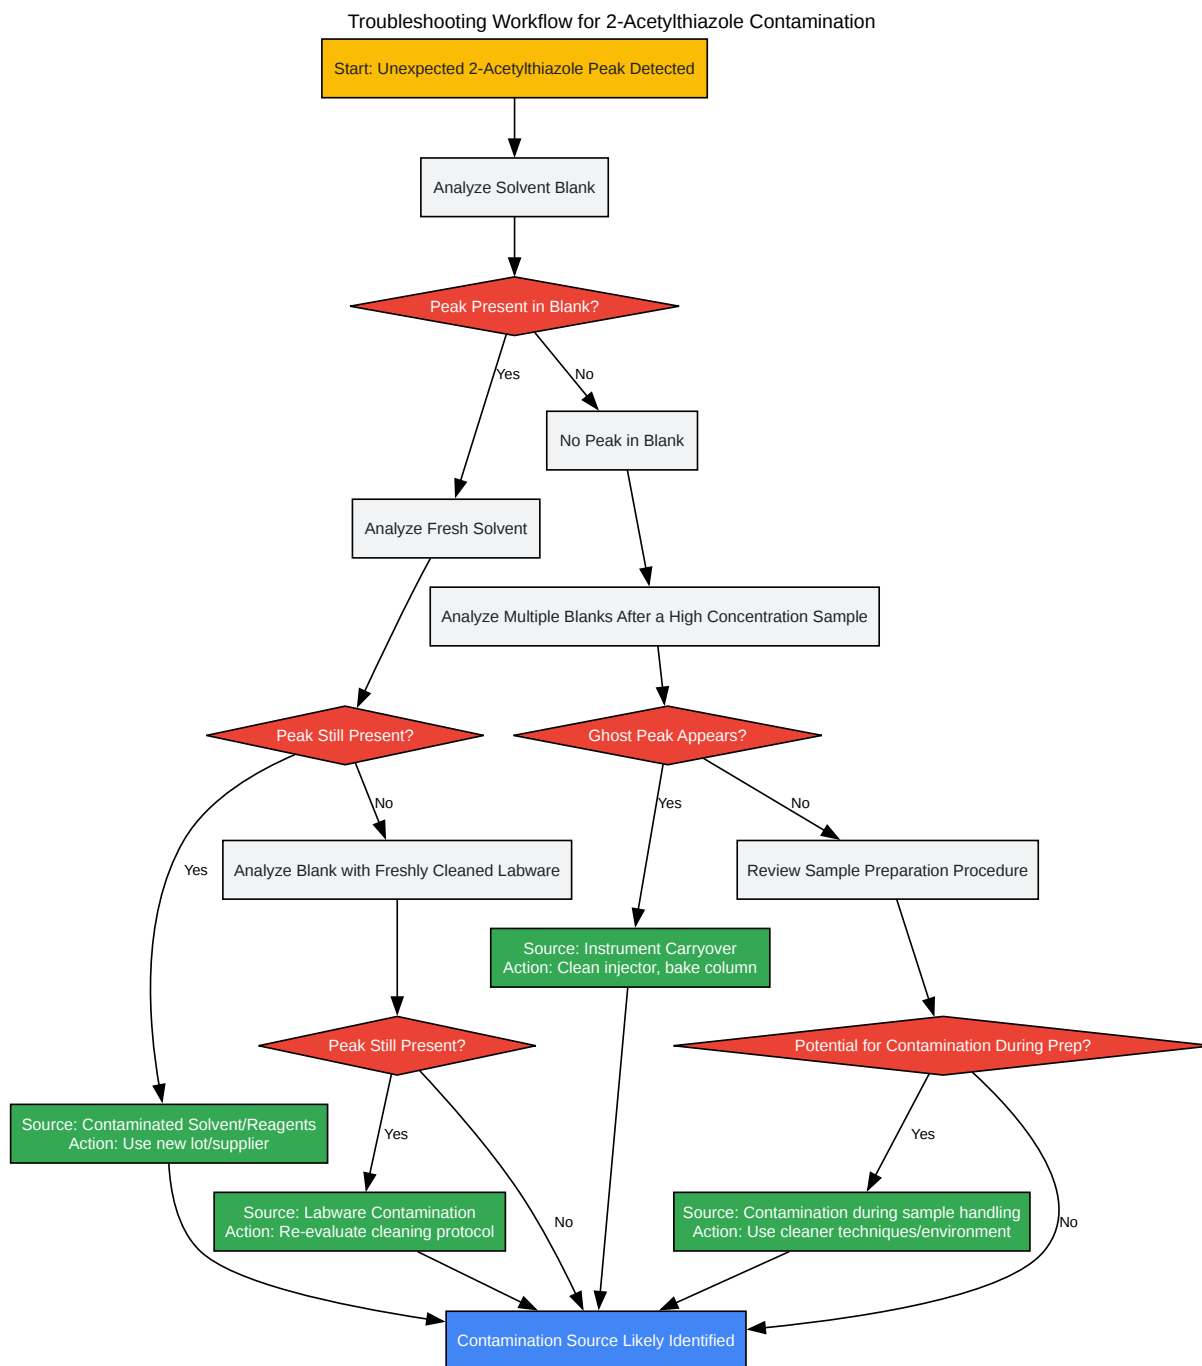 Troubleshooting Workflow for 2-Acetylthiazole Contamination
Start: Unexpected 2-Acetylthiazole Peak Detected
Analyze Solvent Blank
Peak Present in Blank?
Yes
No
No Peak in Blank
Analyze Fresh Solvent
Analyze Multiple Blanks After a High Concentration Sample
Peak Still Present?
Ghost Peak Appears?
No
Yes
No
Yes
Analyze Blank with Freshly Cleaned Labware
Review Sample Preparation Procedure
Source: Instrument Carryover
Action: Clean injector, bake column
Peak Still Present?
Potential for Contamination During Prep?
Source: Contaminated Solvent/Reagents
Action: Use new lot/supplier
Yes
Yes
Source: Labware Contamination
Action: Re-evaluate cleaning protocol
No
Source: Contamination during sample handling
Action: Use cleaner techniques/environment
No
Contamination Source Likely Identified